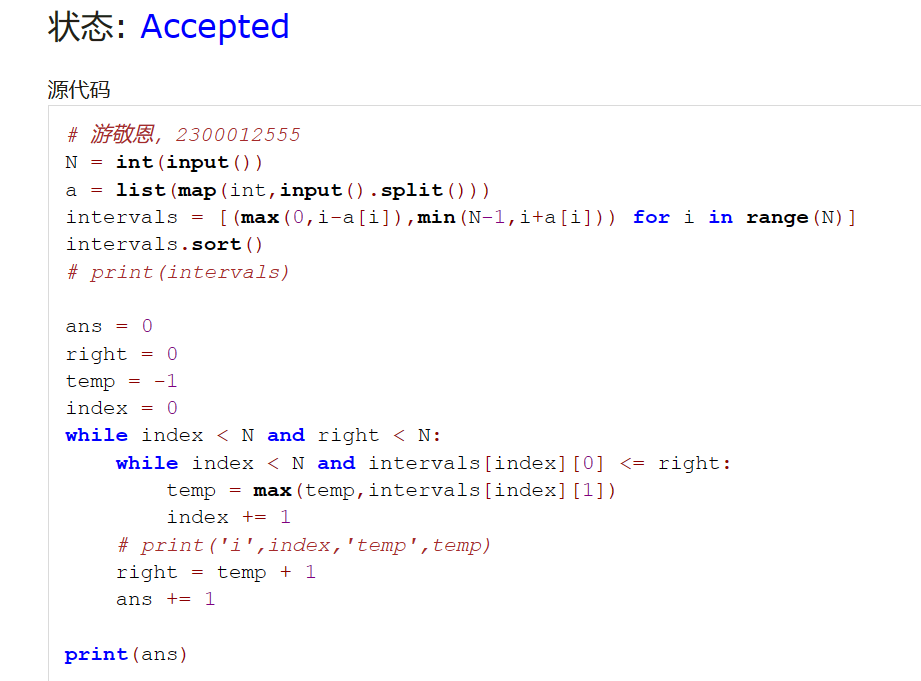 状态: Accepted
源代码
# 游敬恩, 2300012555
N = int(input())
a = list(map(int,input().split()))
intervals = [(max(0,i-a[i]),min(N-1,i+a[i])) for i in range(N)]
intervals.sort()
# print(intervals)
ans = 0
right = 0
temp = -1
index = 0
while index < N and right < N:
    while index < N and intervals[index][0] <= right:
        temp = max(temp,intervals[index][1])
        index += 1
    # print('i',index,'temp',temp)
    right = temp + 1
    ans += 1
print(ans)